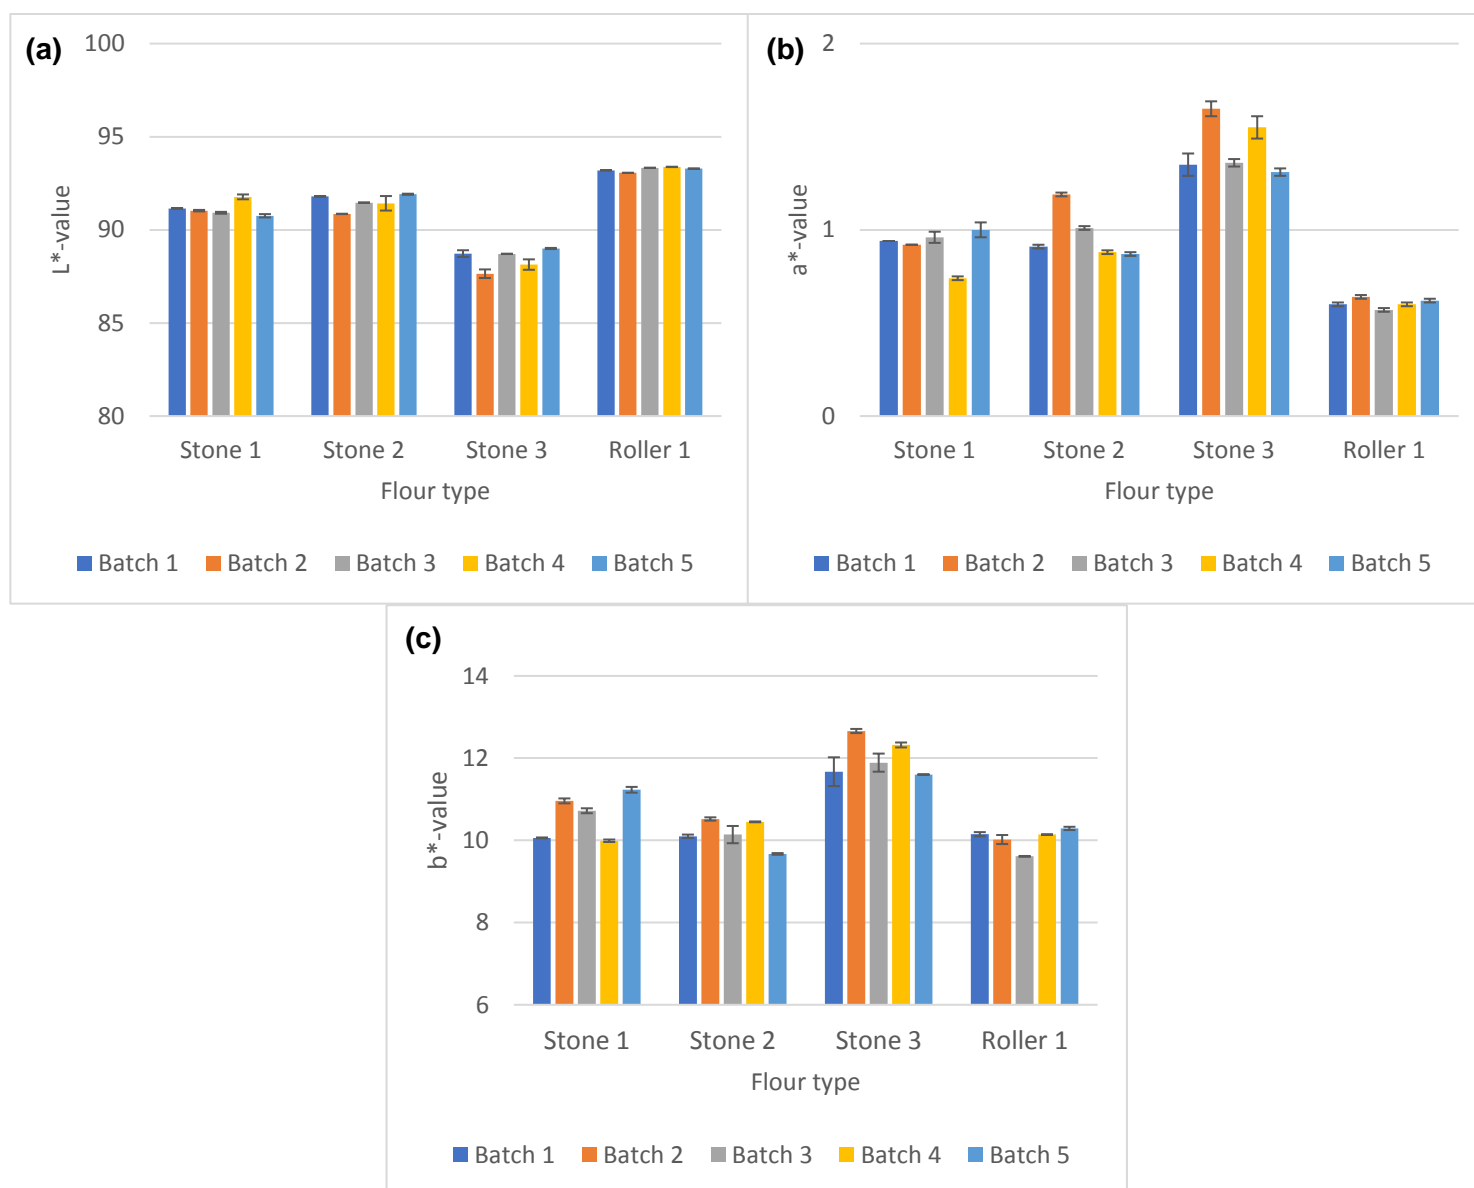 (a)
100
95
90
85
80
L*-value
Stone 1 Stone 2 Stone 3 Roller 1
Flour type
Batch 1 Batch 2 Batch 3 Batch 4 Batch 5
(b)
2
1
0
a*-value
Stone 1 Stone 2 Stone 3 Roller 1
Flour type
Batch 1 Batch 2 Batch 3 Batch 4 Batch 5
(c)
14
12
10
8
6
b*-value
Stone 1 Stone 2 Stone 3 Roller 1
Flour type
Batch 1 Batch 2 Batch 3 Batch 4 Batch 5